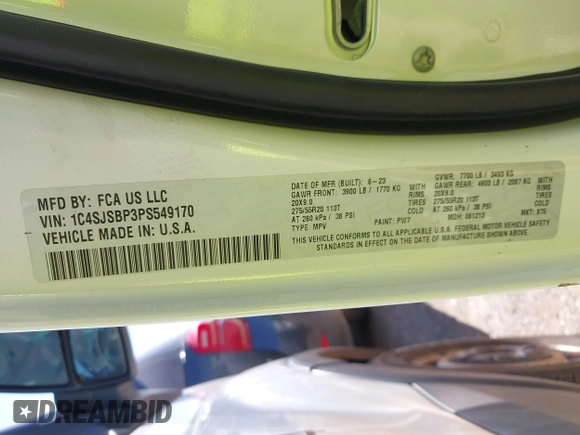 MFD BY: FCA US LLC
VIN: 1C4SJSBP3PS549170
VEHICLE MADE IN: U.S.A.
DATE OF MFR (BUILT): 6-23
GAWR FRONT: 3900 LB / 1770 KG
20X9.0 RIMS
275/55R20 113T TIRES
AT 260 kPa / 38 PSI
TYPE: MPV PAINT: PW7
GVWR: 7700 LB / 3493 KG
GAWR REAR: 4600 LB / 2087 KG
20X9.0 RIMS
275/55R20 113T TIRES
AT 260 kPa / 38 PSI
MDH: 061213 MKT: 875
THIS VEHICLE CONFORMS TO ALL APPLICABLE U.S.A. FEDERAL MOTOR VEHICLE SAFETY
STANDARDS IN EFFECT ON THE DATE OF MANUFACTURE SHOWN ABOVE.
DREAMBID